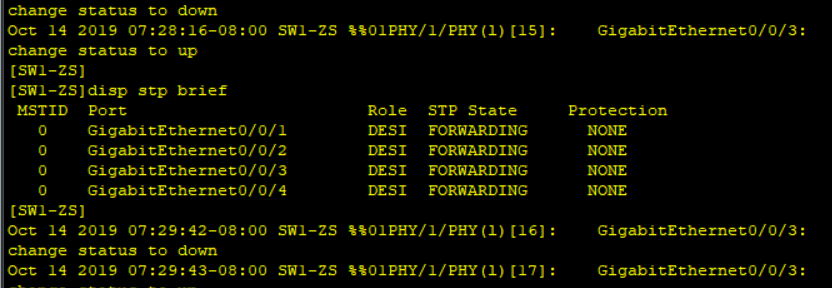 change status to down
Oct 14 2019 07:28:16-08:00 SW1-ZS %%01PHY/1/PHY(l)[15]:    GigabitEthernet0/0/3:
change status to up
[SW1-ZS]
[SW1-ZS]disp stp brief
 MSTID  Port                        Role  STP State     Protection
   0    GigabitEthernet0/0/1        DESI  FORWARDING      NONE
   0    GigabitEthernet0/0/2        DESI  FORWARDING      NONE
   0    GigabitEthernet0/0/3        DESI  FORWARDING      NONE
   0    GigabitEthernet0/0/4        DESI  FORWARDING      NONE
[SW1-ZS]
Oct 14 2019 07:29:42-08:00 SW1-ZS %%01PHY/1/PHY(l)[16]:    GigabitEthernet0/0/3:
change status to down
Oct 14 2019 07:29:43-08:00 SW1-ZS %%01PHY/1/PHY(l)[17]:    GigabitEthernet0/0/3: